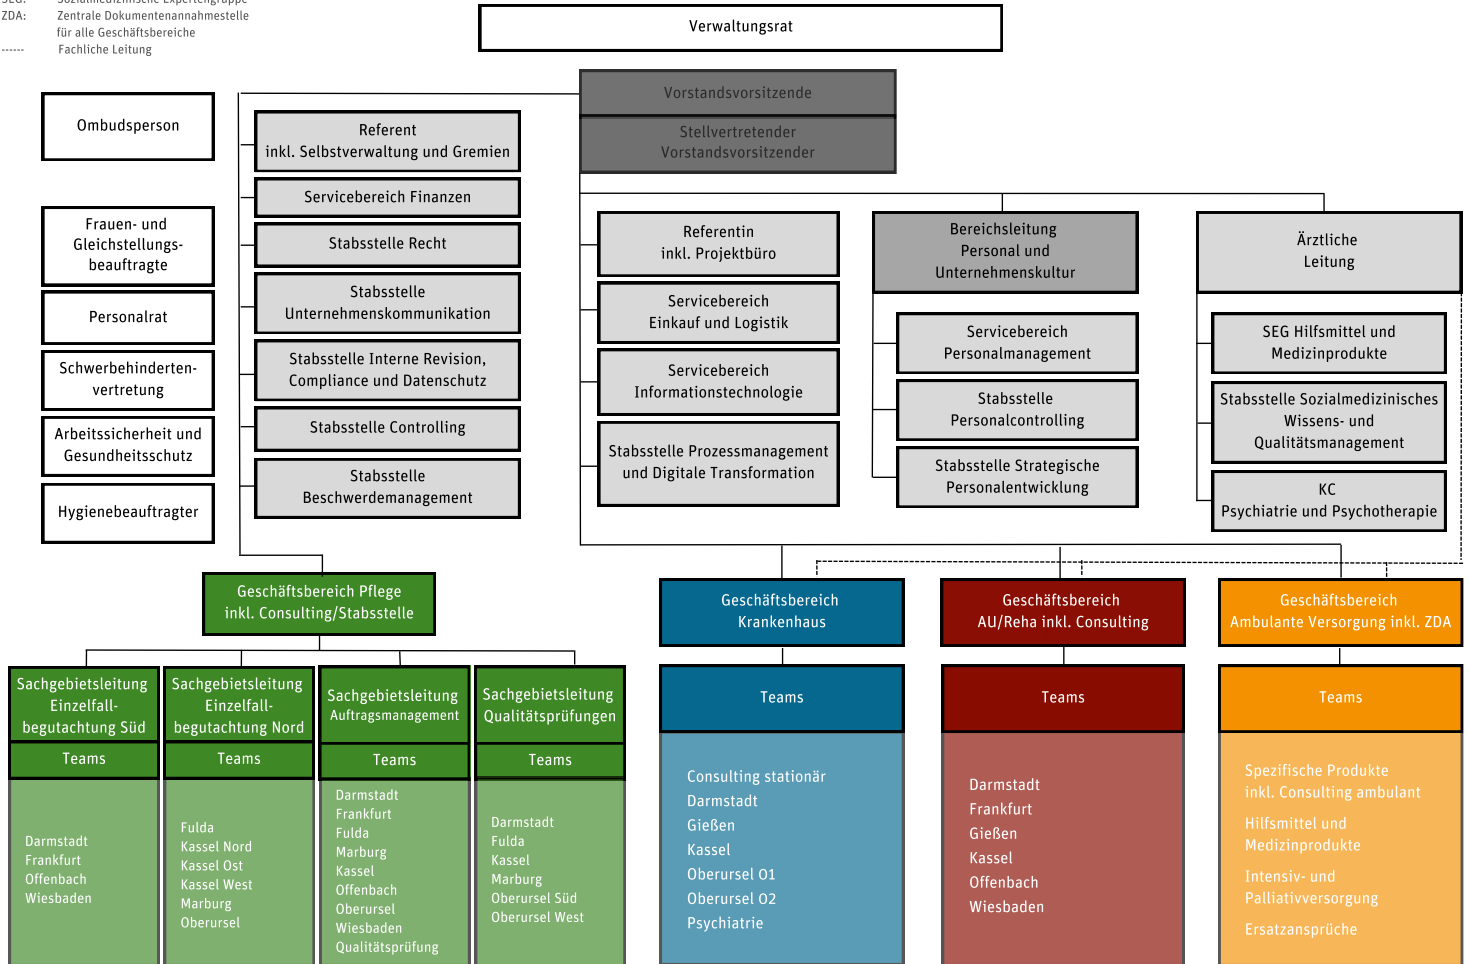 SEG: Sozialmedizinische Expertengruppe
ZDA: Zentrale Dokumentenannahmestelle
für alle Geschäftsbereiche
------ Fachliche Leitung
Verwaltungsrat
Vorstandsvorsitzende
Stellvertretender
Vorstandsvorsitzender
Ombudsperson
Frauen- und
Gleichstellungs-
beauftragte
Personalrat
Schwerbehinderten-
vertretung
Arbeitssicherheit und
Gesundheitsschutz
Hygienebeauftragter
Referent
inkl. Selbstverwaltung und Gremien
Servicebereich Finanzen
Stabsstelle Recht
Stabsstelle
Unternehmenskommunikation
Stabsstelle Interne Revision,
Compliance und Datenschutz
Stabsstelle Controlling
Stabsstelle
Beschwerdemanagement
Referentin
inkl. Projektbüro
Servicebereich
Einkauf und Logistik
Servicebereich
Informationstechnologie
Stabsstelle Prozessmanagement
und Digitale Transformation
Bereichsleitung
Personal und
Unternehmenskultur
Servicebereich
Personalmanagement
Stabsstelle
Personalcontrolling
Stabsstelle Strategische
Personalentwicklung
Ärztliche
Leitung
SEG Hilfsmittel und
Medizinprodukte
Stabsstelle Sozialmedizinisches
Wissens- und
Qualitätsmanagement
KC
Psychiatrie und Psychotherapie
Geschäftsbereich Pflege
inkl. Consulting/Stabsstelle
Sachgebietsleitung
Einzelfall-
begutachtung Süd
Teams
Darmstadt
Frankfurt
Offenbach
Wiesbaden
Sachgebietsleitung
Einzelfall-
begutachtung Nord
Teams
Fulda
Kassel Nord
Kassel Ost
Kassel West
Marburg
Oberursel
Sachgebietsleitung
Auftragsmanagement
Teams
Darmstadt
Frankfurt
Fulda
Marburg
Kassel
Offenbach
Oberursel
Wiesbaden
Qualitätsprüfung
Sachgebietsleitung
Qualitätsprüfungen
Teams
Darmstadt
Fulda
Kassel
Marburg
Oberursel Süd
Oberursel West
Geschäftsbereich
Krankenhaus
Teams
Consulting stationär
Darmstadt
Gießen
Kassel
Oberursel O1
Oberursel O2
Psychiatrie
Geschäftsbereich
AU/Reha inkl. Consulting
Teams
Darmstadt
Frankfurt
Gießen
Kassel
Offenbach
Wiesbaden
Geschäftsbereich
Ambulante Versorgung inkl. ZDA
Teams
Spezifische Produkte
inkl. Consulting ambulant
Hilfsmittel und
Medizinprodukte
Intensiv- und
Palliativversorgung
Ersatzansprüche